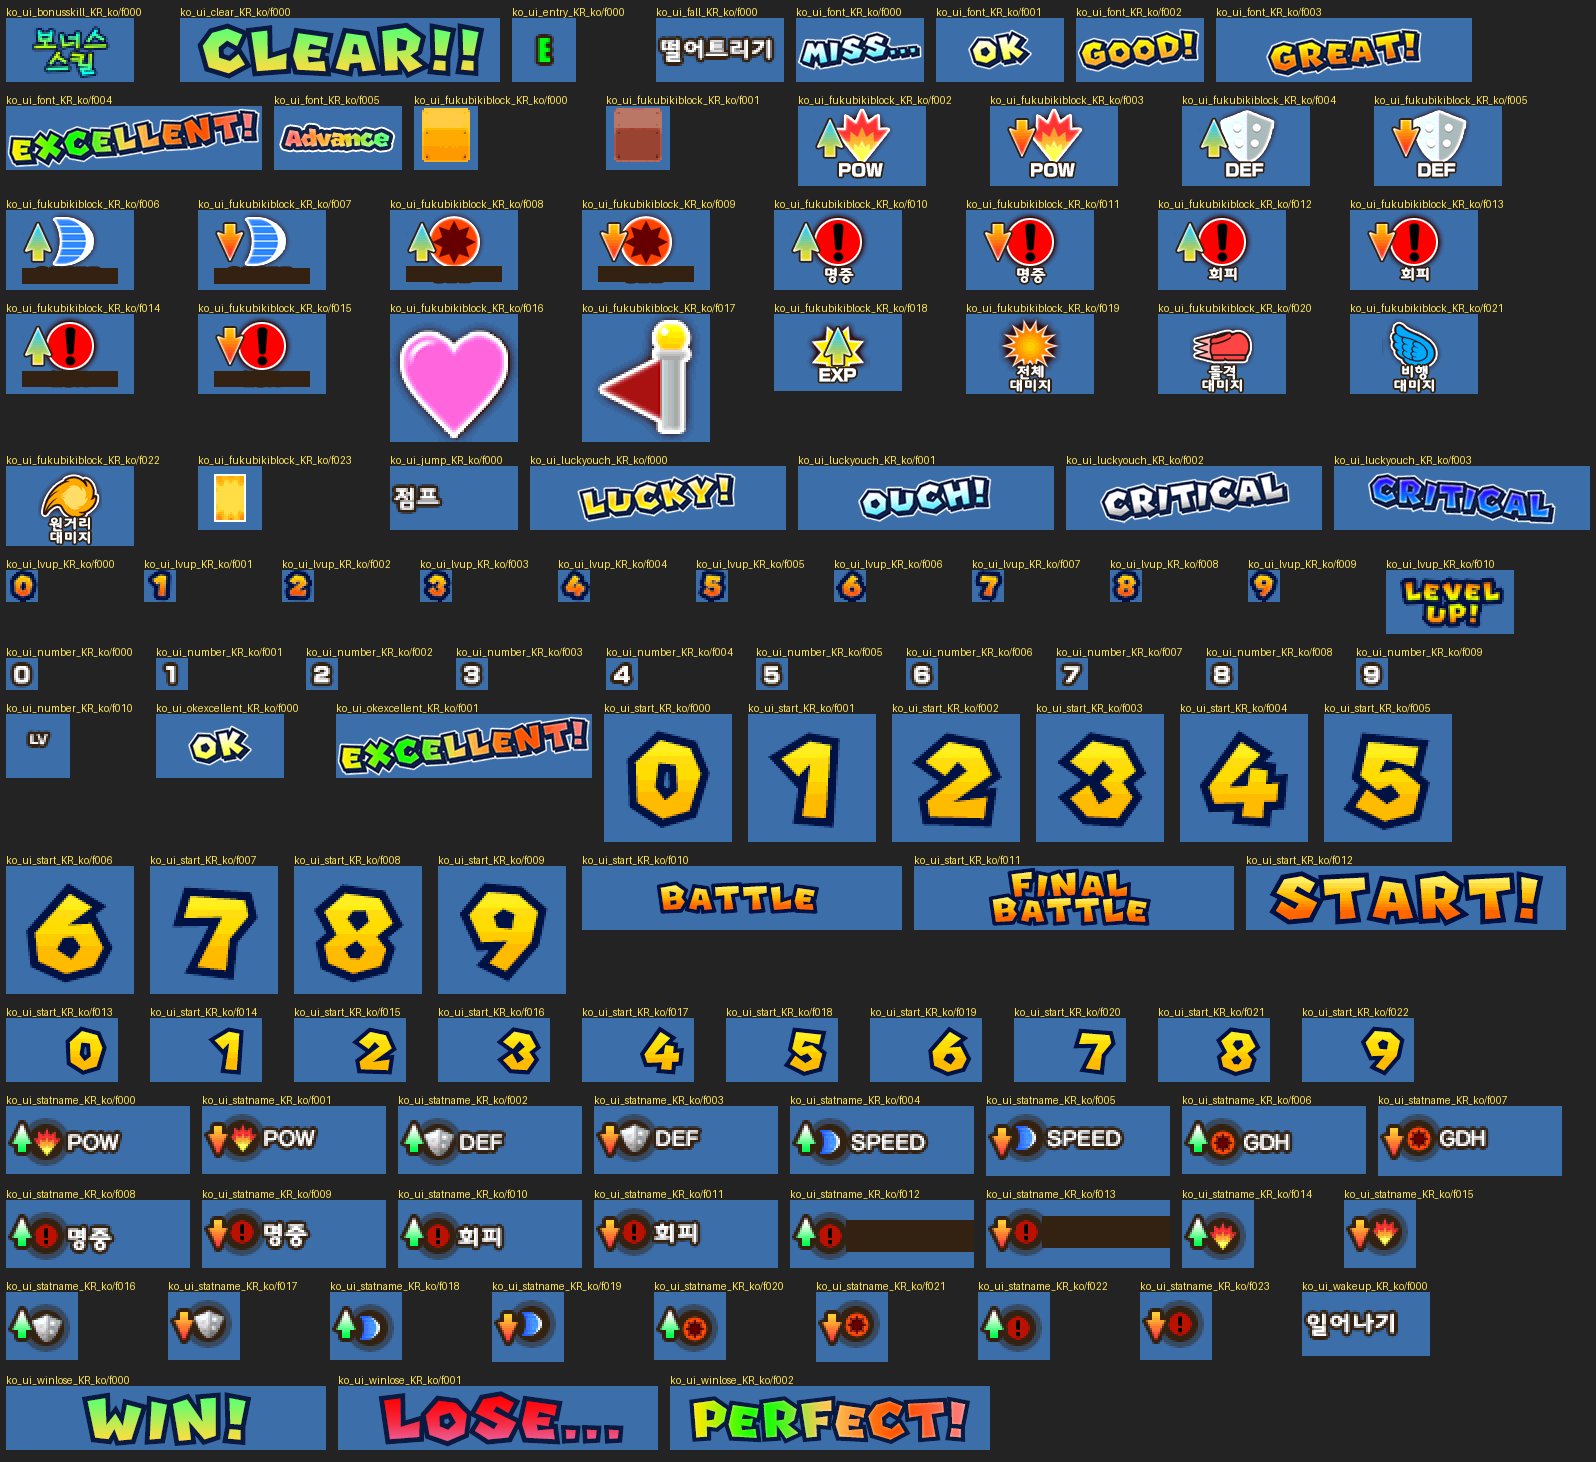 ko_ui_bonusskill_KR_ko/f000 ko_ui_clear_KR_ko/f000 ko_ui_entry_KR_ko/f000 ko_ui_fall_KR_ko/f000 ko_ui_font_KR_ko/f000 ko_ui_font_KR_ko/f001 ko_ui_font_KR_ko/f002 ko_ui_font_KR_ko/f003
보너스
스킬
CLEAR!! E 떨어트리기 MISS... OK GOOD! GREAT!
ko_ui_font_KR_ko/f004 ko_ui_font_KR_ko/f005 ko_ui_fukubikiblock_KR_ko/f000 ko_ui_fukubikiblock_KR_ko/f001 ko_ui_fukubikiblock_KR_ko/f002 ko_ui_fukubikiblock_KR_ko/f003 ko_ui_fukubikiblock_KR_ko/f004 ko_ui_fukubikiblock_KR_ko/f005
EXCELLENT! Advance POW POW DEF DEF
ko_ui_fukubikiblock_KR_ko/f006 ko_ui_fukubikiblock_KR_ko/f007 ko_ui_fukubikiblock_KR_ko/f008 ko_ui_fukubikiblock_KR_ko/f009 ko_ui_fukubikiblock_KR_ko/f010 ko_ui_fukubikiblock_KR_ko/f011 ko_ui_fukubikiblock_KR_ko/f012 ko_ui_fukubikiblock_KR_ko/f013
! ! ! !
명중 명중 회피 회피
ko_ui_fukubikiblock_KR_ko/f014 ko_ui_fukubikiblock_KR_ko/f015 ko_ui_fukubikiblock_KR_ko/f016 ko_ui_fukubikiblock_KR_ko/f017 ko_ui_fukubikiblock_KR_ko/f018 ko_ui_fukubikiblock_KR_ko/f019 ko_ui_fukubikiblock_KR_ko/f020 ko_ui_fukubikiblock_KR_ko/f021
! ! EXP
전체
대미지
돌격
대미지
비행
대미지
ko_ui_fukubikiblock_KR_ko/f022 ko_ui_fukubikiblock_KR_ko/f023 ko_ui_jump_KR_ko/f000 ko_ui_luckyouch_KR_ko/f000 ko_ui_luckyouch_KR_ko/f001 ko_ui_luckyouch_KR_ko/f002 ko_ui_luckyouch_KR_ko/f003
원거리
대미지
점프 LUCKY! OUCH! CRITICAL CRITICAL
ko_ui_lvup_KR_ko/f000 ko_ui_lvup_KR_ko/f001 ko_ui_lvup_KR_ko/f002 ko_ui_lvup_KR_ko/f003 ko_ui_lvup_KR_ko/f004 ko_ui_lvup_KR_ko/f005 ko_ui_lvup_KR_ko/f006 ko_ui_lvup_KR_ko/f007 ko_ui_lvup_KR_ko/f008 ko_ui_lvup_KR_ko/f009 ko_ui_lvup_KR_ko/f010
0 1 2 3 4 5 6 7 8 9
LEVEL
UP!
ko_ui_number_KR_ko/f000 ko_ui_number_KR_ko/f001 ko_ui_number_KR_ko/f002 ko_ui_number_KR_ko/f003 ko_ui_number_KR_ko/f004 ko_ui_number_KR_ko/f005 ko_ui_number_KR_ko/f006 ko_ui_number_KR_ko/f007 ko_ui_number_KR_ko/f008 ko_ui_number_KR_ko/f009
0 1 2 3 4 5 6 7 8 9
ko_ui_number_KR_ko/f010 ko_ui_okexcellent_KR_ko/f000 ko_ui_okexcellent_KR_ko/f001 ko_ui_start_KR_ko/f000 ko_ui_start_KR_ko/f001 ko_ui_start_KR_ko/f002 ko_ui_start_KR_ko/f003 ko_ui_start_KR_ko/f004 ko_ui_start_KR_ko/f005
LV OK EXCELLENT! 0 1 2 3 4 5
ko_ui_start_KR_ko/f006 ko_ui_start_KR_ko/f007 ko_ui_start_KR_ko/f008 ko_ui_start_KR_ko/f009 ko_ui_start_KR_ko/f010 ko_ui_start_KR_ko/f011 ko_ui_start_KR_ko/f012
6 7 8 9 BATTLE
FINAL
BATTLE
START!
ko_ui_start_KR_ko/f013 ko_ui_start_KR_ko/f014 ko_ui_start_KR_ko/f015 ko_ui_start_KR_ko/f016 ko_ui_start_KR_ko/f017 ko_ui_start_KR_ko/f018 ko_ui_start_KR_ko/f019 ko_ui_start_KR_ko/f020 ko_ui_start_KR_ko/f021 ko_ui_start_KR_ko/f022
0 1 2 3 4 5 6 7 8 9
ko_ui_statname_KR_ko/f000 ko_ui_statname_KR_ko/f001 ko_ui_statname_KR_ko/f002 ko_ui_statname_KR_ko/f003 ko_ui_statname_KR_ko/f004 ko_ui_statname_KR_ko/f005 ko_ui_statname_KR_ko/f006 ko_ui_statname_KR_ko/f007
POW POW DEF DEF SPEED SPEED GDH GDH
ko_ui_statname_KR_ko/f008 ko_ui_statname_KR_ko/f009 ko_ui_statname_KR_ko/f010 ko_ui_statname_KR_ko/f011 ko_ui_statname_KR_ko/f012 ko_ui_statname_KR_ko/f013 ko_ui_statname_KR_ko/f014 ko_ui_statname_KR_ko/f015
! 명중 ! 명중 ! 회피 ! 회피 ! !
ko_ui_statname_KR_ko/f016 ko_ui_statname_KR_ko/f017 ko_ui_statname_KR_ko/f018 ko_ui_statname_KR_ko/f019 ko_ui_statname_KR_ko/f020 ko_ui_statname_KR_ko/f021 ko_ui_statname_KR_ko/f022 ko_ui_statname_KR_ko/f023 ko_ui_wakeup_KR_ko/f000
! ! 일어나기
ko_ui_winlose_KR_ko/f000 ko_ui_winlose_KR_ko/f001 ko_ui_winlose_KR_ko/f002
WIN! LOSE... PERFECT!